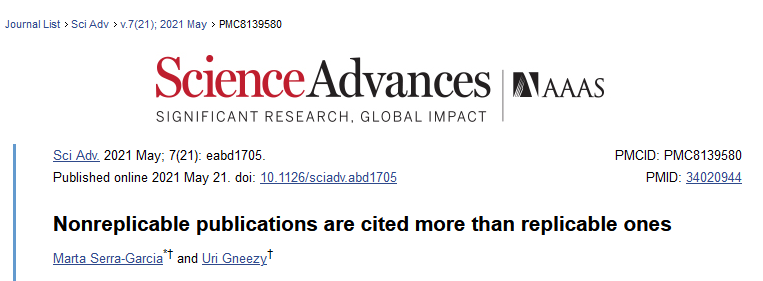 Journal List > Sci Adv > v.7(21); 2021 May > PMC8139580
ScienceAdvances AAAS
SIGNIFICANT RESEARCH, GLOBAL IMPACT
Sci Adv. 2021 May; 7(21): eabd1705. PMCID: PMC8139580
Published online 2021 May 21. doi: 10.1126/sciadv.abd1705 PMID: 34020944
Nonreplicable publications are cited more than replicable ones
Marta Serra-Garcia*† and Uri Gneezy†